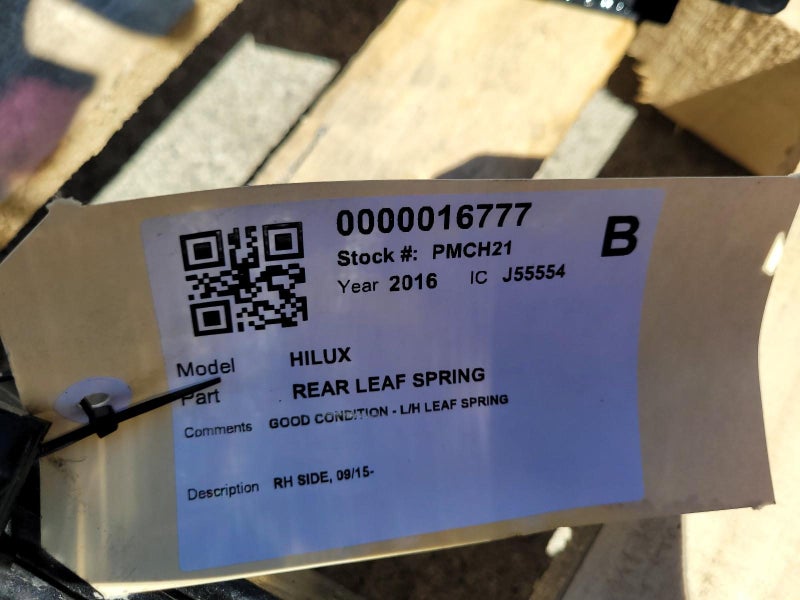 0000016777
B
Stock #: PMCH21
Year 2016 IC J55554
Model HILUX
Part REAR LEAF SPRING
Comments GOOD CONDITION - L/H LEAF SPRING
Description RH SIDE, 09/15-